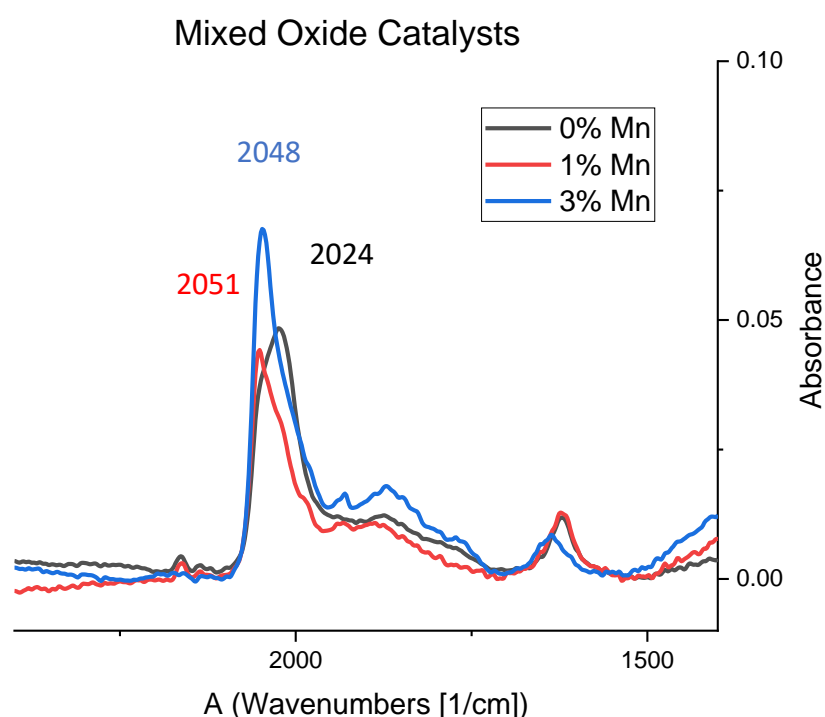 Mixed Oxide Catalysts
0.10
0% Mn
1% Mn
3% Mn
2048
2024
2051
0.05
Absorbance
0.00
2000
1500
A (Wavenumbers [1/cm])